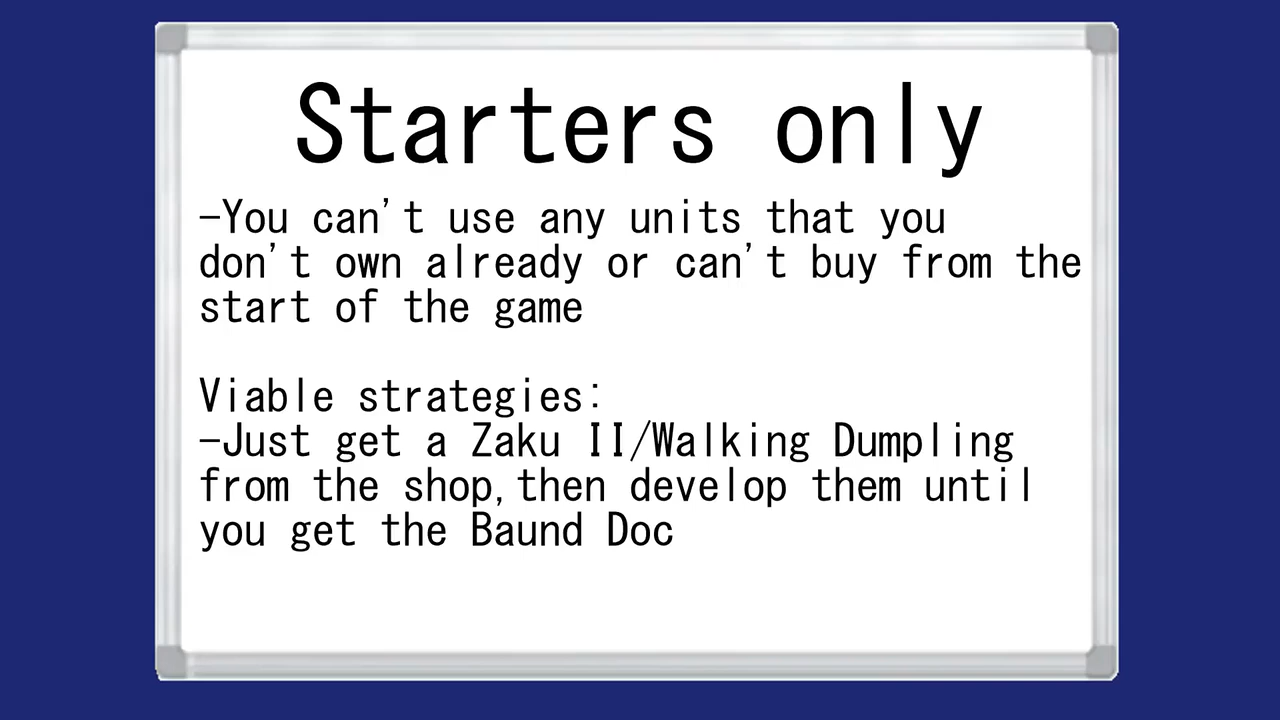 Starters only
-You can't use any units that you
don't own already or can't buy from the
start of the game
Viable strategies:
-Just get a Zaku II/Walking Dumpling
from the shop,then develop them until
you get the Baund Doc